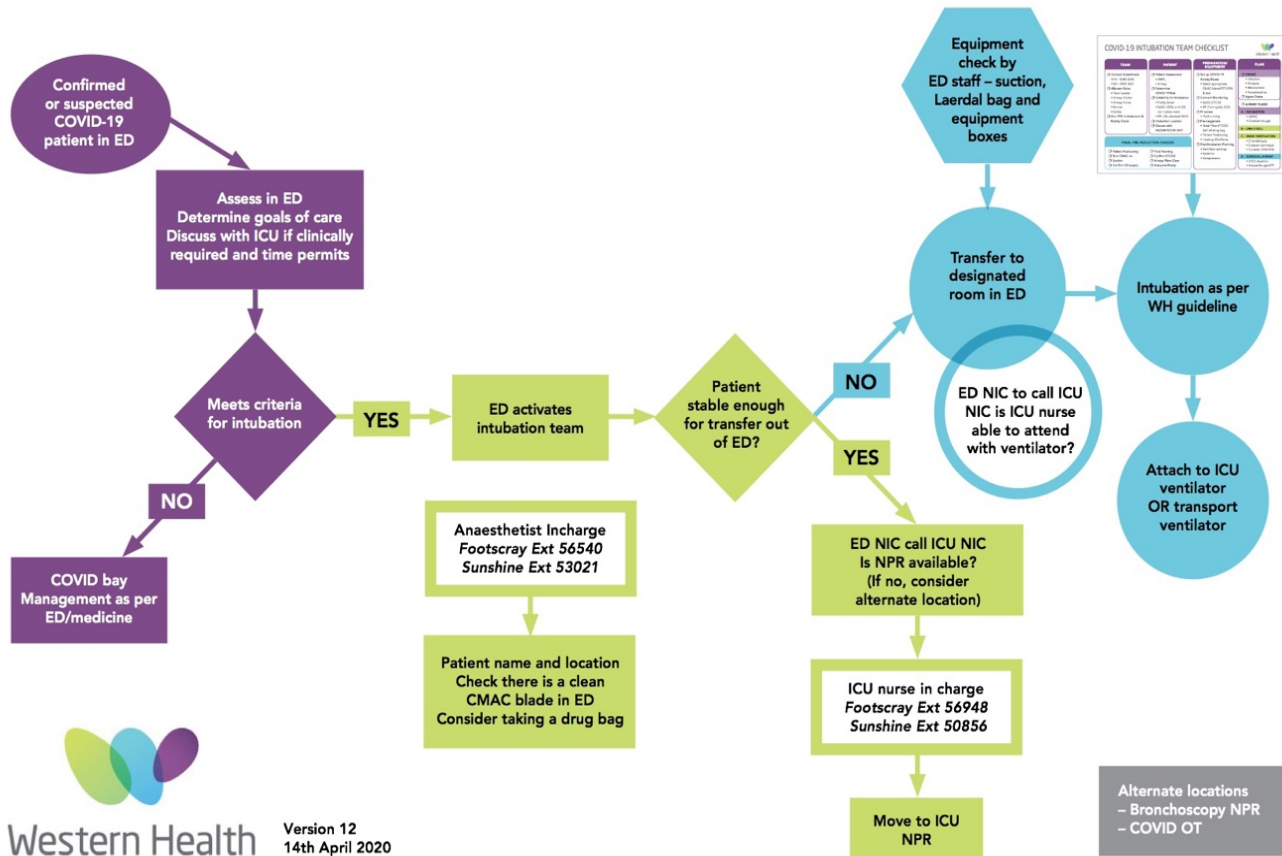 Confirmed
or suspected
COVID-19
patient in ED
Assess in ED
Determine goals of care
Discuss with ICU if clinically
required and time permits
Meets criteria
for intubation
YES
NO
COVID bay
Management as per
ED/medicine
ED activates
intubation team
Anaesthetist Incharge
Footscray Ext 56540
Sunshine Ext 53021
Patient name and location
Check there is a clean
CMAC blade in ED
Consider taking a drug bag
Patient
stable enough
for transfer out
of ED?
NO
YES
ED NIC call ICU NIC
Is NPR available?
(If no, consider
alternate location)
ICU nurse in charge
Footscray Ext 56948
Sunshine Ext 50856
Move to ICU
NPR
Equipment
check by
ED staff – suction,
Laerdal bag and
equipment
boxes
Transfer to
designated
room in ED
ED NIC to call ICU
NIC is ICU nurse
able to attend
with ventilator?
COVID-19 INTUBATION TEAM CHECKLIST
TEAM
PATIENT
PREPARATION/
EQUIPMENT
PLANS
Intubation as per
WH guideline
Attach to ICU
ventilator
OR transport
ventilator
Alternate locations
– Bronchoscopy NPR
– COVID OT
Western Health
Version 12
14th April 2020